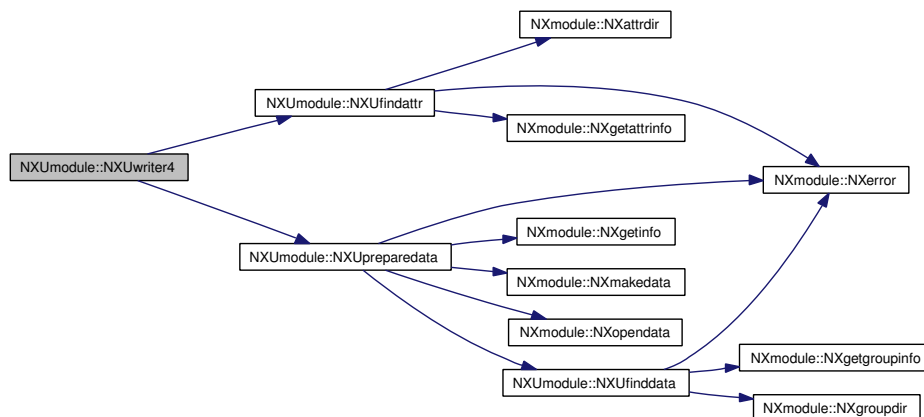 NXmodule::NXattrdir
NXUmodule::NXUfindattr
NXmodule::NXgetattrinfo
NXUmodule::NXUwriter4
NXmodule::NXerror
NXmodule::NXgetinfo
NXUmodule::NXUpreparedata
NXmodule::NXmakedata
NXmodule::NXopendata
NXmodule::NXgetgroupinfo
NXUmodule::NXUfinddata
NXmodule::NXgroupdir